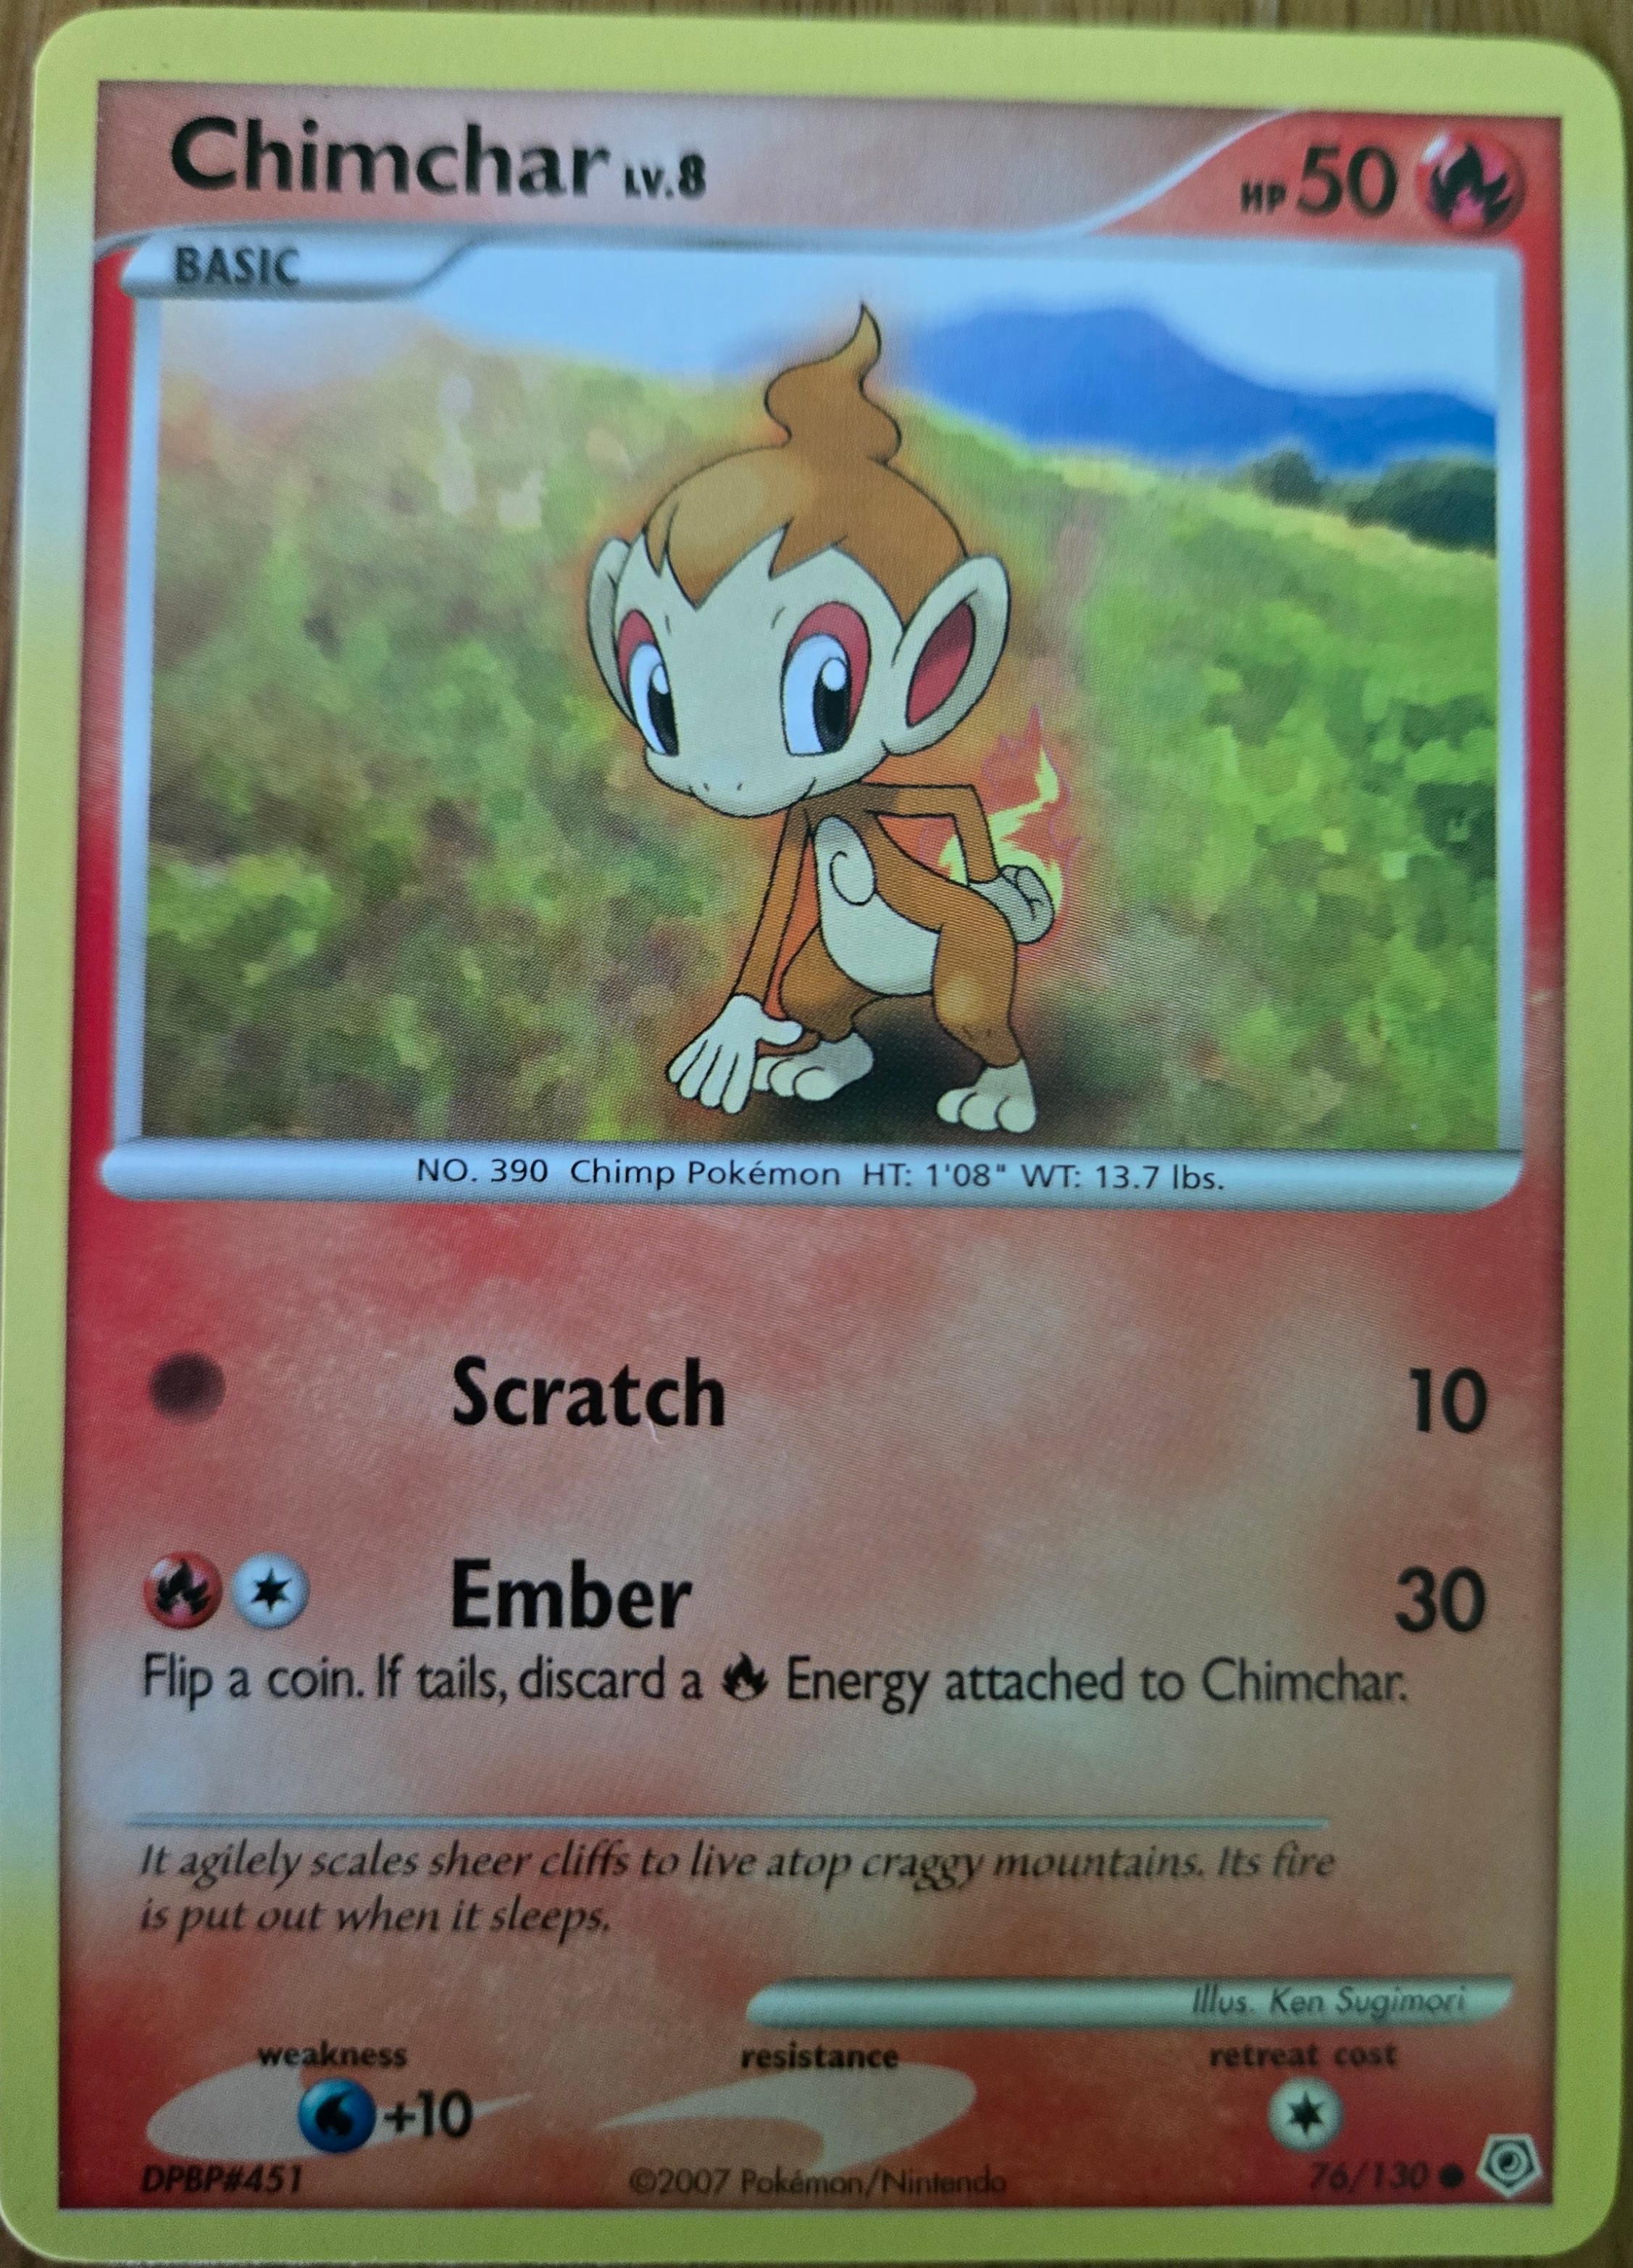 Chimchar LV.8
HP 50
BASIC
NO. 390 Chimp Pokémon HT: 1'08" WT: 13.7 lbs.
Scratch 10
Ember 30
Flip a coin. If tails, discard a Energy attached to Chimchar.
It agilely scales sheer cliffs to live atop craggy mountains. Its fire
is put out when it sleeps.
Illus. Ken Sugimori
weakness resistance retreat cost
+10
DPBP#451 ©2007 Pokémon/Nintendo 76/130